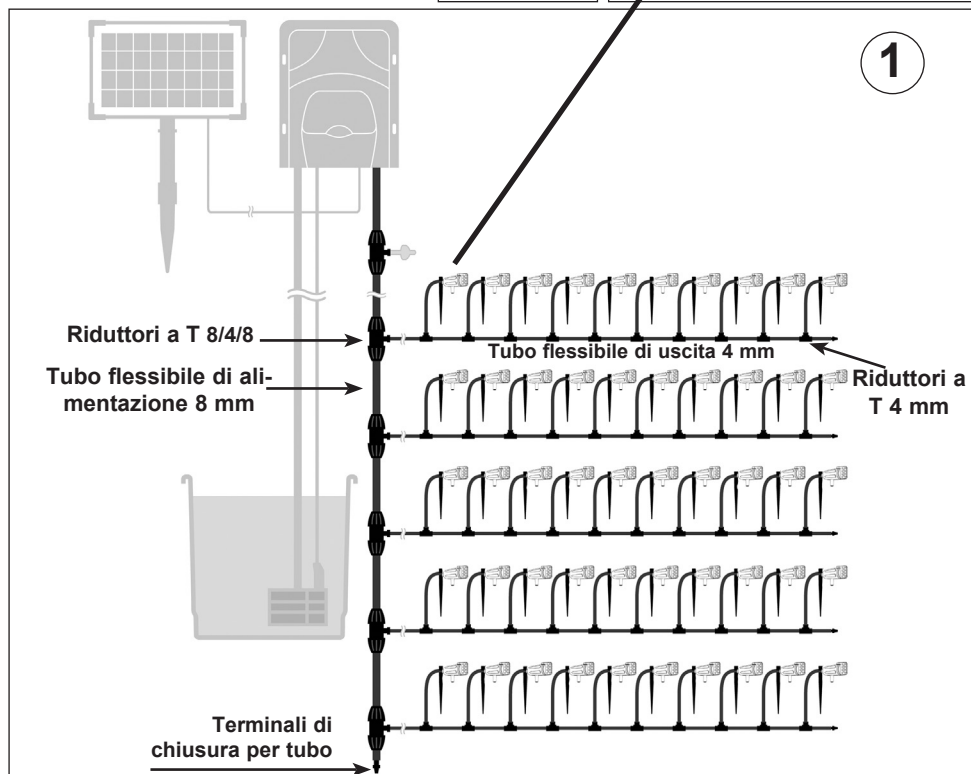 1
Riduttori a T 8/4/8
Tubo flessibile di uscita 4 mm
Tubo flessibile di ali-
mentazione 8 mm
Riduttori a
T 4 mm
Terminali di
chiusura per tubo